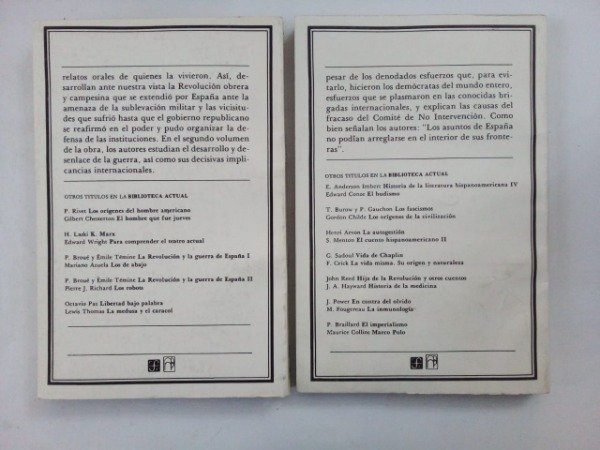 relatos orales de quienes la vivieron. Así, de-
sarrollan ante nuestra vista la Revolución obrera
y campesina que se extendió por España ante la
amenaza de la sublevación militar y las vicisitu-
des que sufrió hasta que el gobierno republicano
se reafirmó en el poder y pudo organizar la de-
fensa de las instituciones. En el segundo volumen
de la obra, los autores estudian el desarrollo y de-
senlace de la guerra, así como sus decisivas impli-
cancias internacionales.
OTROS TITULOS EN LA BIBLIOTECA ACTUAL
P. Rivet Los orígenes del hombre americano
Gilbert Chesterton El hombre que fue jueves
H. Laski K. Marx
Edward Wright Para comprender el teatro actual
P. Broué y Emile Témine La Revolución y la guerra de España I
Mariano Azuela Los de abajo
P. Broué y Emile Témine La Revolución y la guerra de España II
Pierre J. Richard Los robots
Octavio Paz Libertad bajo palabra
Lewis Thomas La medusa y el caracol
pesar de los denodados esfuerzos que, para evi-
tarlo, hicieron los demócratas del mundo entero,
esfuerzos que se plasmaron en las conocidas bri-
gadas internacionales, y explican las causas del
fracaso del Comité de No Intervención. Como
bien señalan los autores: "Los asuntos de España
no podían arreglarse en el interior de sus fronte-
ras".
OTROS TITULOS EN LA BIBLIOTECA ACTUAL
E. Anderson Imbert Historia de la literatura hispanoamericana IV
Edward Conze El budismo
T. Buron y P. Gauchon Los fascismos
Gordon Childe Los orígenes de la civilización
Henri Arvon La autogestión
S. Menton El cuento hispanoamericano II
G. Sadoul Vida de Chaplin
F. Crick La vida misma. Su origen y naturaleza
John Reed Hija de la Revolución y otros cuentos
J. A. Hayward Historia de la medicina
J. Power En contra del olvido
M. Fougereau La inmunología
P. Braillard El imperialismo
Maurice Collins Marco Polo